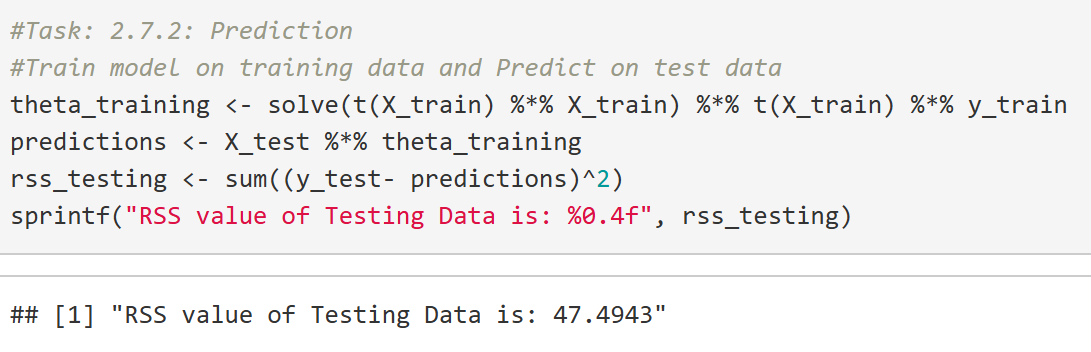 #Task: 2.7.2: Prediction
#Train model on training data and Predict on test data
theta_training <- solve(t(X_train) %*% X_train) %*% t(X_train) %*% y_train
predictions <- X_test %*% theta_training
rss_testing <- sum((y_test- predictions)^2)
sprintf("RSS value of Testing Data is: %0.4f", rss_testing)
## [1] "RSS value of Testing Data is: 47.4943"